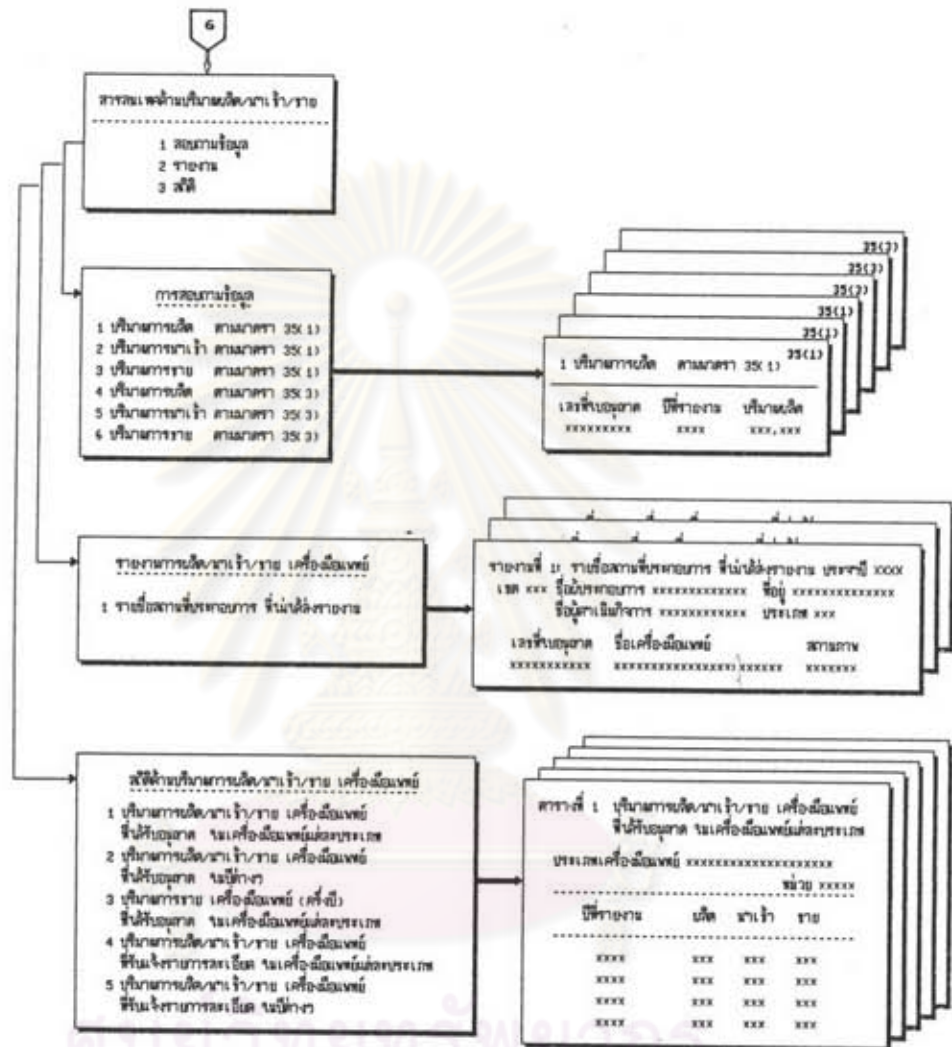 6
สารสนเทศด้านปริมาณผลิต/นำเข้า/ขาย
1 สอบถามข้อมูล
2 รายงาน
3 สถิติ
การสอบถามข้อมูล
1 ปริมาณการผลิต ตามมาตรา 35(1)
2 ปริมาณการนำเข้า ตามมาตรา 35(1)
3 ปริมาณการขาย ตามมาตรา 35(1)
4 ปริมาณการผลิต ตามมาตรา 35(3)
5 ปริมาณการนำเข้า ตามมาตรา 35(3)
6 ปริมาณการขาย ตามมาตรา 35(3)
35(3)
35(3)
35(3)
35(1)
35(1)
35(1)
1 ปริมาณการผลิต ตามมาตรา 35(1)
เลขที่ใบอนุญาต ปีที่รายงาน ปริมาณผลิต
xxxxxxxxx xxxx xxx,xxx
รายงานการผลิต/นำเข้า/ขาย เครื่องมือแพทย์
1 รายชื่อสถานที่ประกอบการ ที่ไม่ได้ส่งรายงาน
รายงานที่ 1: รายชื่อสถานที่ประกอบการ ที่ไม่ได้ส่งรายงาน ประจำปี xxxx
เขต xxx ชื่อผู้ประกอบการ xxxxxxxxxxxxx ที่อยู่ xxxxxxxxxxxxxx
ชื่อผู้ดำเนินกิจการ xxxxxxxxxxxx ประเภท xxx
เลขที่ใบอนุญาต ชื่อเครื่องมือแพทย์ สถานภาพ
xxxxxxxxxxx xxxxxxxxxxxxxxxxx xxxxxx xxxxxxx
สถิติด้านปริมาณการผลิต/นำเข้า/ขาย เครื่องมือแพทย์
1 ปริมาณการผลิต/นำเข้า/ขาย เครื่องมือแพทย์
ที่ได้รับอนุญาต ในเครื่องมือแพทย์แต่ละประเภท
2 ปริมาณการผลิต/นำเข้า/ขาย เครื่องมือแพทย์
ที่ได้รับอนุญาต ในปีต่างๆ
3 ปริมาณการขาย เครื่องมือแพทย์ (ครึ่งปี)
ที่ได้รับอนุญาต ในเครื่องมือแพทย์แต่ละประเภท
4 ปริมาณการผลิต/นำเข้า/ขาย เครื่องมือแพทย์
ที่รับแจ้งรายการละเอียด ในเครื่องมือแพทย์แต่ละประเภท
5 ปริมาณการผลิต/นำเข้า/ขาย เครื่องมือแพทย์
ที่รับแจ้งรายการละเอียด ในปีต่างๆ
ตารางที่ 1 ปริมาณการผลิต/นำเข้า/ขาย เครื่องมือแพทย์
ที่ได้รับอนุญาต ในเครื่องมือแพทย์แต่ละประเภท
ประเภทเครื่องมือแพทย์ xxxxxxxxxxxxxxxxxxxx
หน่วย xxxxx
ปีที่รายงาน ผลิต นำเข้า ขาย
xxxx xxx xxx xxx
xxxx xxx xxx xxx
xxxx xxx xxx xxx
xxxx xxx xxx xxx